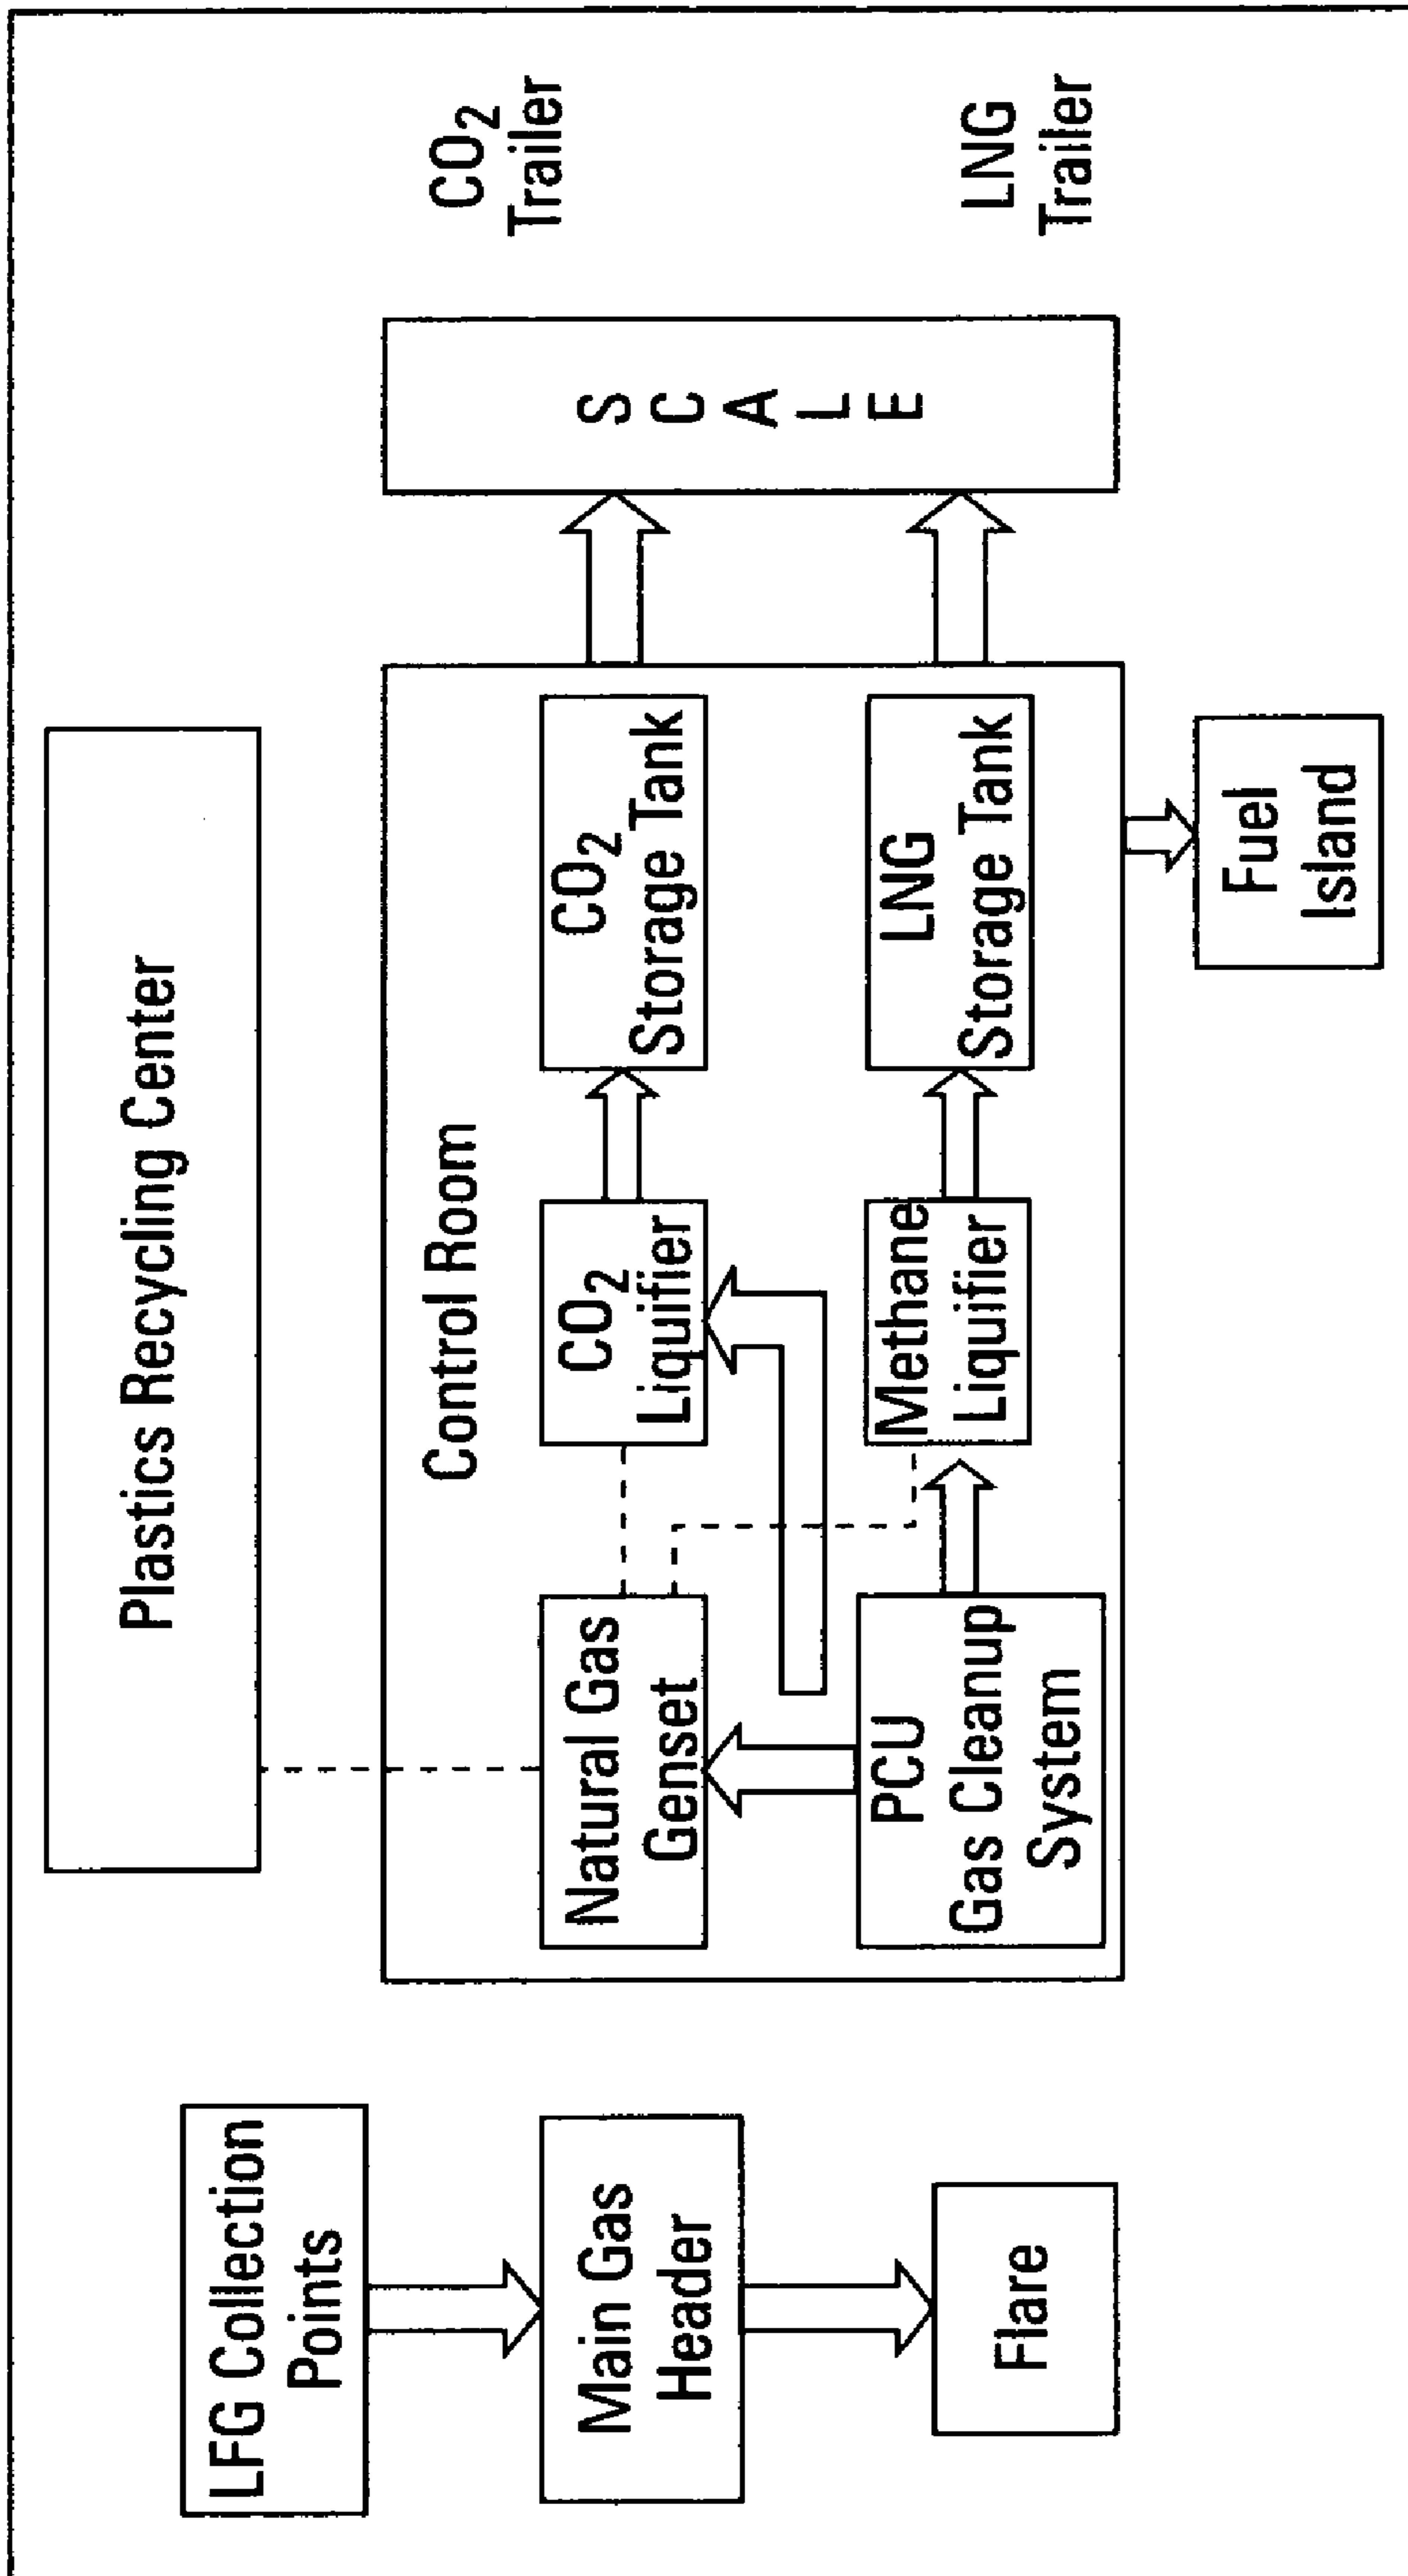 Plastics Recycling Center
LFG Collection
Points
Main Gas
Header
Flare
Control Room
Natural Gas
Genset
PCU
Gas Cleanup
System
CO₂
Liquifier
Methane
Liquifier
CO₂
Storage Tank
LNG
Storage Tank
Fuel
Island
S
C
A
L
E
CO₂
Trailer
LNG
Trailer